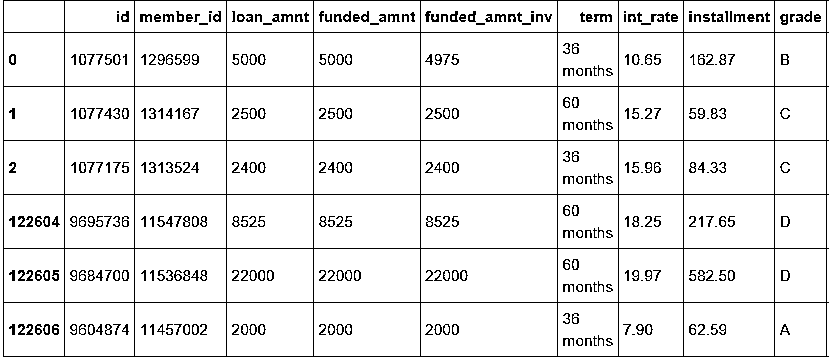 id member_id loan_amnt funded_amnt funded_amnt_inv term int_rate installment grade
0 1077501 1296599 5000 5000 4975 36 months 10.65 162.87 B
1 1077430 1314167 2500 2500 2500 60 months 15.27 59.83 C
2 1077175 1313524 2400 2400 2400 36 months 15.96 84.33 C
122604 9695736 11547808 8525 8525 8525 60 months 18.25 217.65 D
122605 9684700 11536848 22000 22000 22000 60 months 19.97 582.50 D
122606 9604874 11457002 2000 2000 2000 36 months 7.90 62.59 A